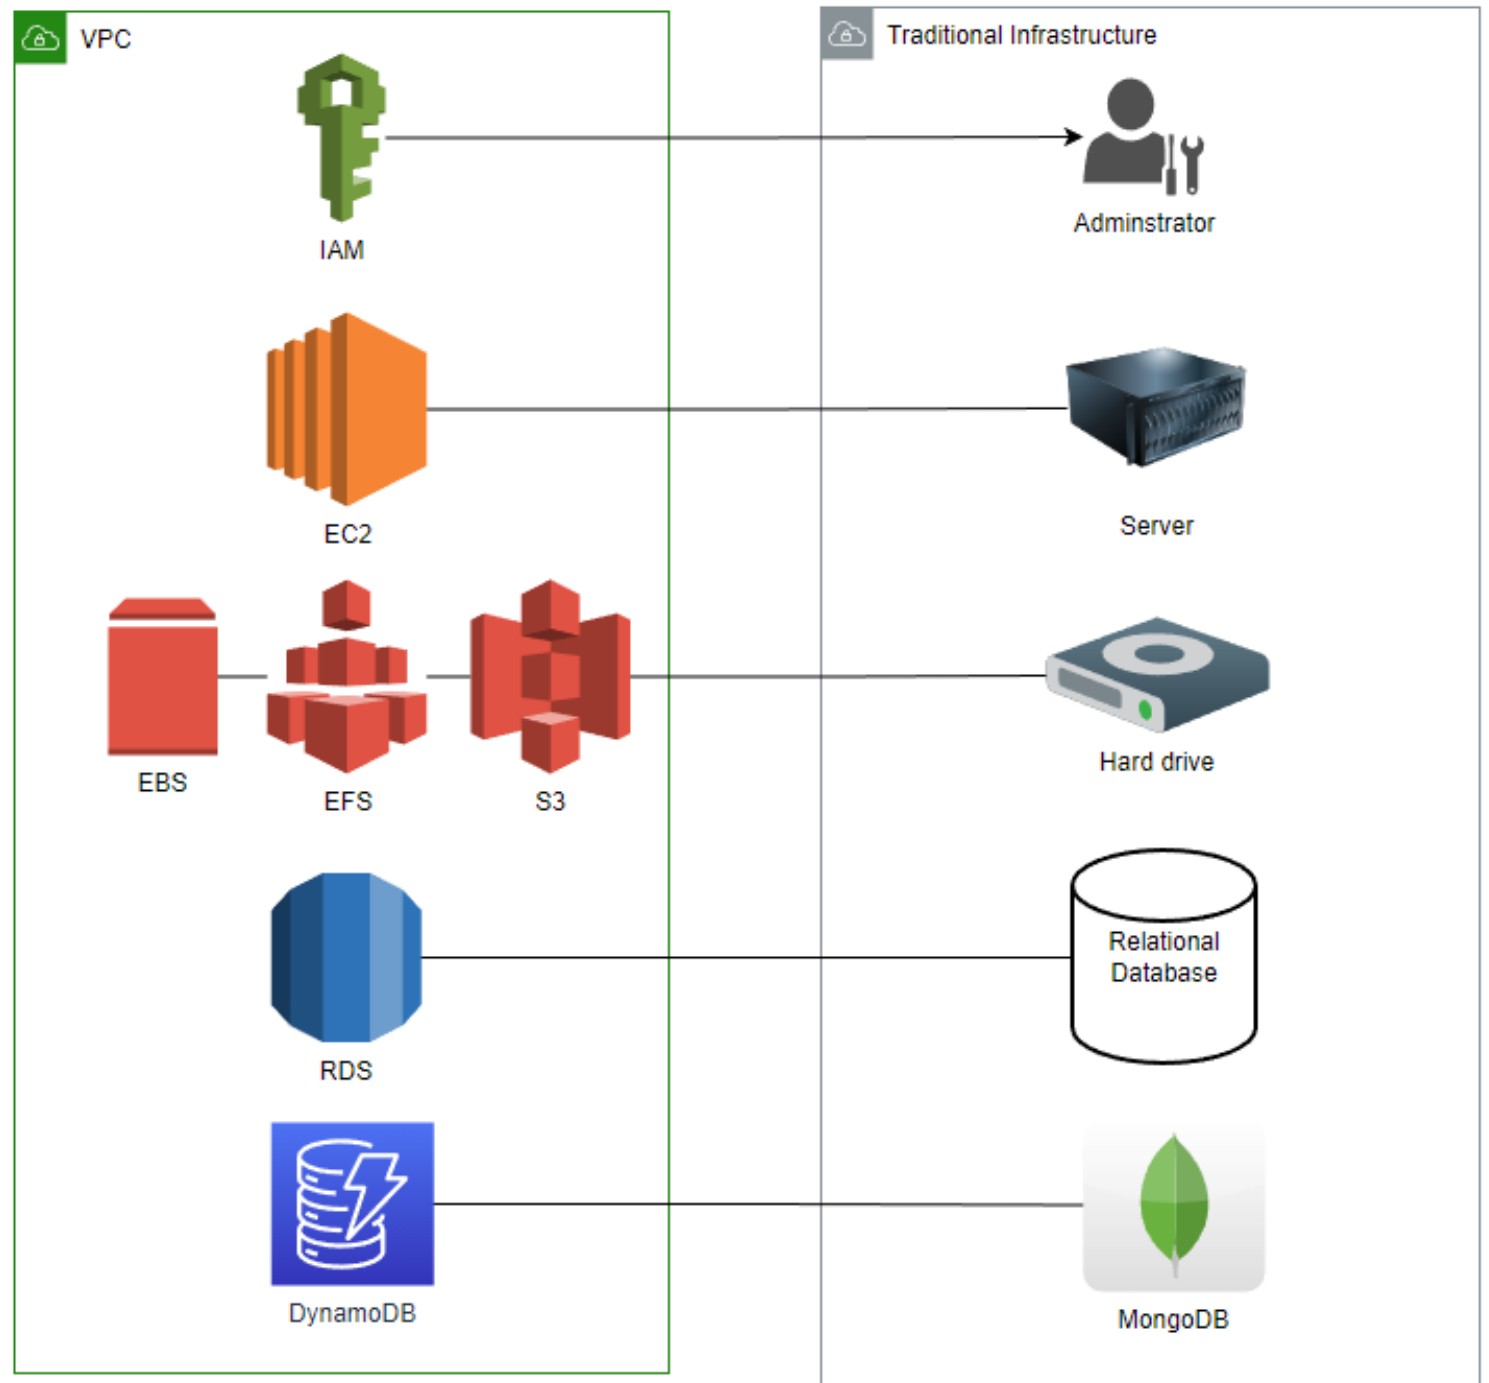 VPC
Traditional Infrastructure
IAM
Adminstrator
EC2
Server
EBS
EFS
S3
Hard drive
RDS
Relational
Database
DynamoDB
MongoDB